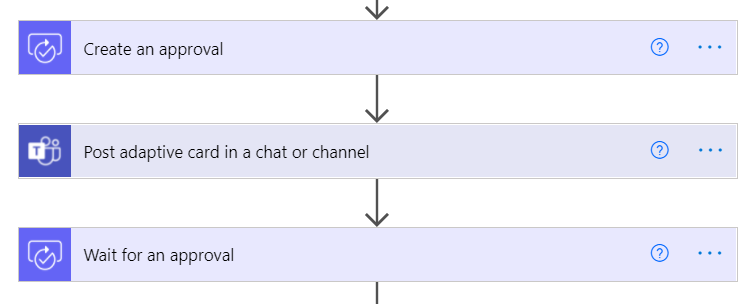 Create an approval
Post adaptive card in a chat or channel
Wait for an approval